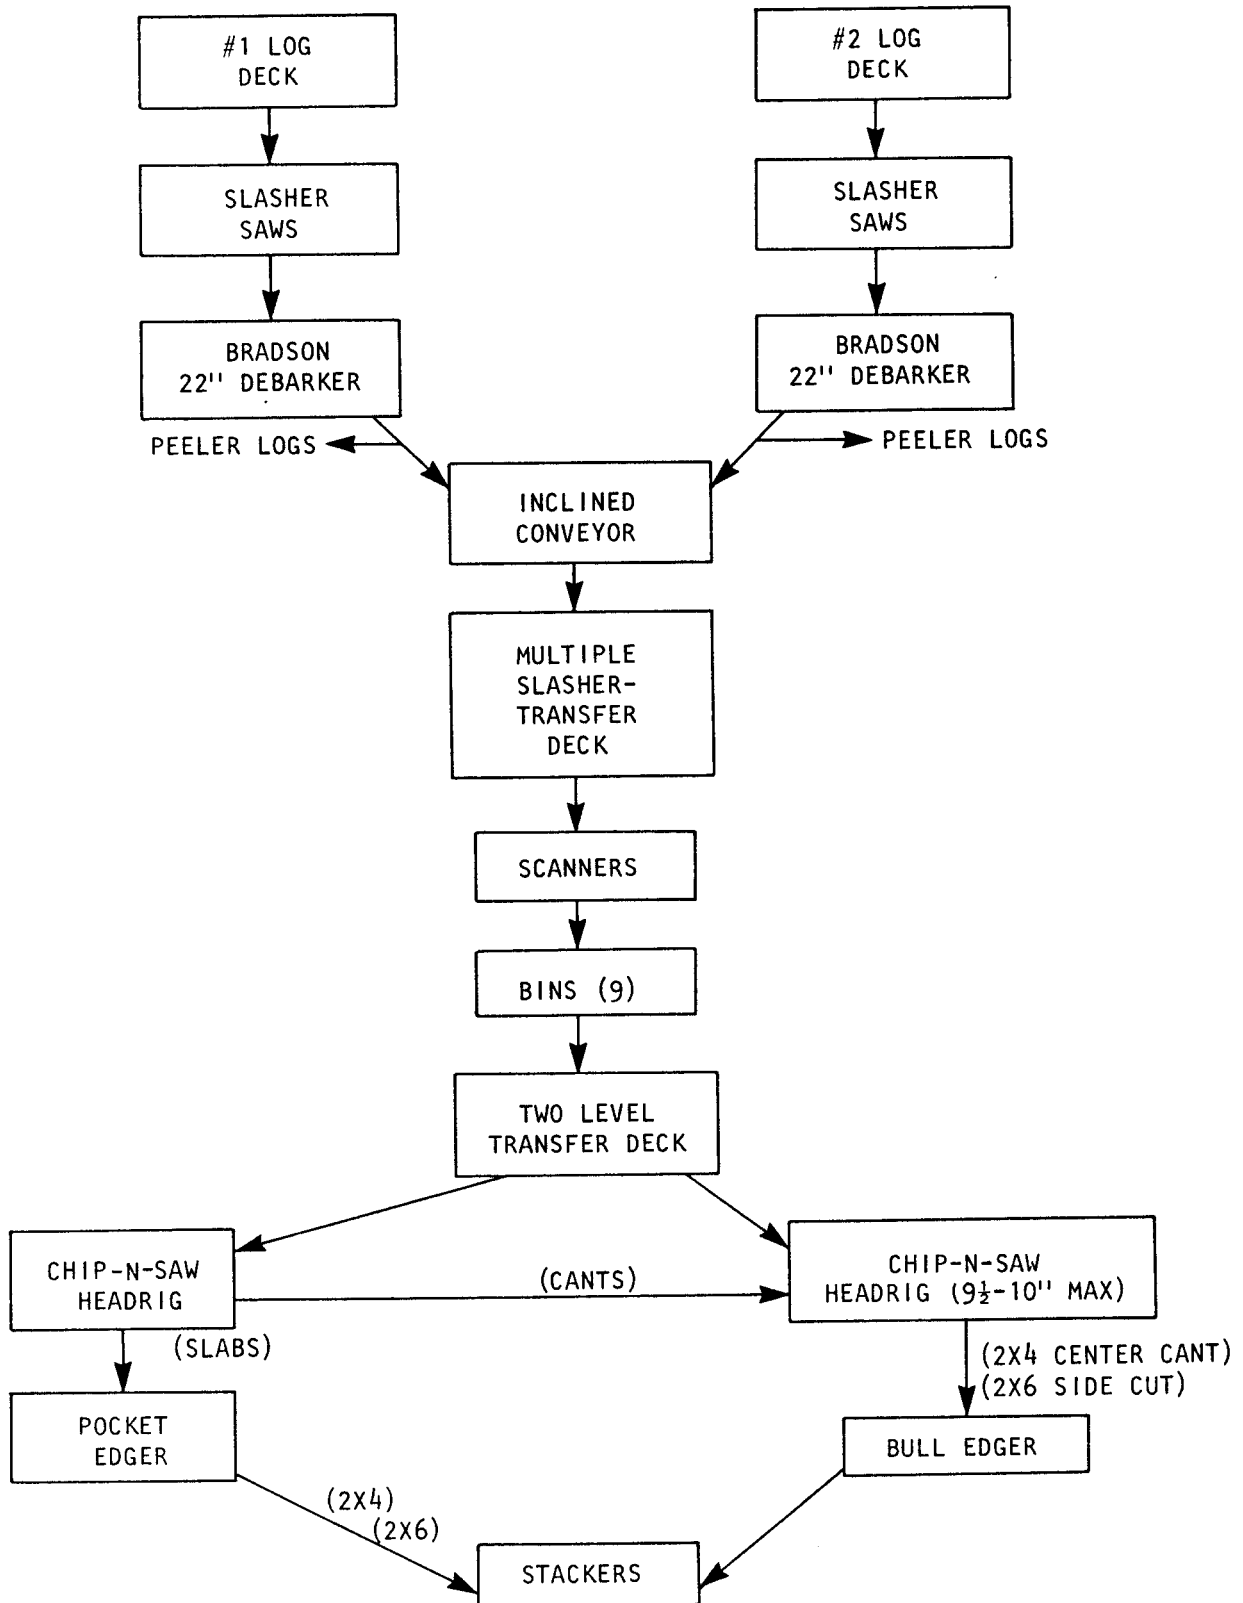 #1 LOG
DECK
#2 LOG
DECK
SLASHER
SAWS
SLASHER
SAWS
BRADSON
22" DEBARKER
BRADSON
22" DEBARKER
PEELER LOGS
PEELER LOGS
INCLINED
CONVEYOR
MULTIPLE
SLASHER-
TRANSFER
DECK
SCANNERS
BINS (9)
TWO LEVEL
TRANSFER DECK
CHIP-N-SAW
HEADRIG
(CANTS)
CHIP-N-SAW
HEADRIG (9½-10" MAX)
(SLABS)
(2X4 CENTER CANT)
(2X6 SIDE CUT)
POCKET
EDGER
BULL EDGER
(2X4)
(2X6)
STACKERS